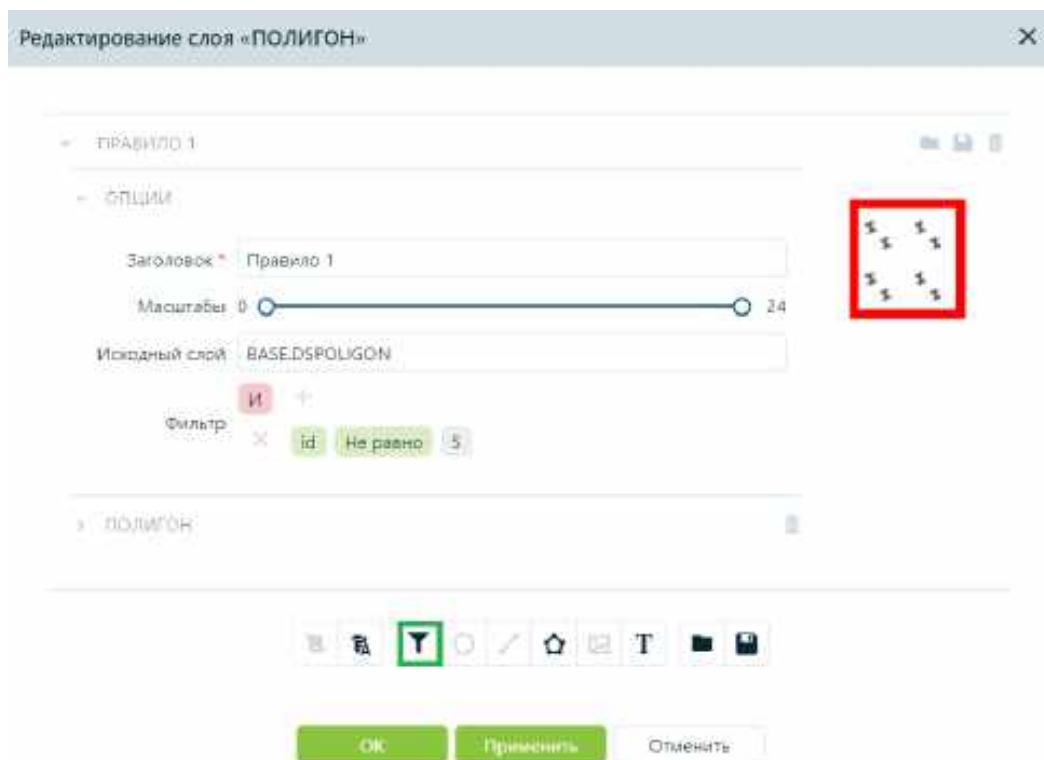 Редактирование слоя «ПОЛИГОН»
ПРАВИЛО 1
ОПЦИИ
Заголовок * Правило 1
Масштабы 0 24
Исходный слой BASE.DSPOLIGON
И
Фильтр
id Не равно 5
ПОЛИГОН
T
ОК Применить Отменить